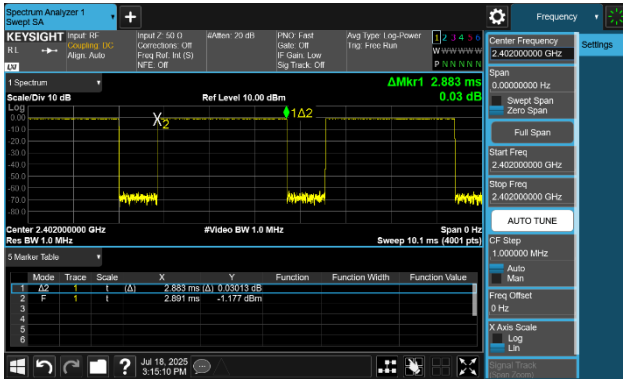 Spectrum Analyzer 1
Swept SA
Frequency
KEYSIGHT
Input: RF
Coupling: DC
Align: Auto
Input Z: 50 Ω
Corrections: Off
Freq Ref: Int (S)
NFE: Off
#Atten: 20 dB
PNO: Fast
Gate: Off
IF Gain: Low
Sig Track: Off
Avg Type: Log-Power
Trig: Free Run
1 2 3 4 5 6
W W W W W W
P N N N N N
R L
LXI
1 Spectrum
Scale/Div 10 dB
Ref Level 10.00 dBm
ΔMkr1 2.883 ms
0.03 dB
Log
0.00
-10.0
-20.0
-30.0
-40.0
-50.0
-60.0
-70.0
-80.0
X2
1Δ2
Center 2.402000000 GHz
Res BW 1.0 MHz
#Video BW 1.0 MHz
Span 0 Hz
Sweep 10.1 ms (4001 pts)
5 Marker Table
Mode Trace Scale X Y Function Function Width Function Value
1 Δ2 1 t (Δ) 2.883 ms (Δ) 0.03013 dB
2 F 1 t 2.891 ms -1.177 dBm
3
4
5
6
Jul 18, 2025
3:15:10 PM
Center Frequency
2.402000000 GHz
Settings
Span
0.00000000 Hz
Swept Span
Zero Span
Full Span
Start Freq
2.402000000 GHz
Stop Freq
2.402000000 GHz
AUTO TUNE
CF Step
1.000000 MHz
Auto
Man
Freq Offset
0 Hz
X Axis Scale
Log
Lin
Signal Track
(Span Zoom)